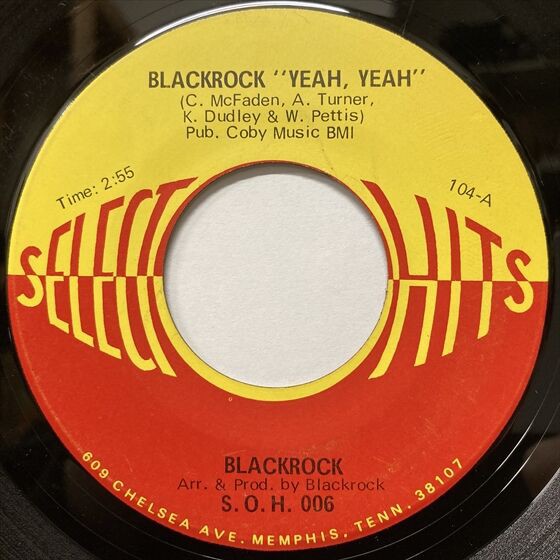 BLACKROCK "YEAH, YEAH"
(C. McFaden, A. Turner,
K. Dudley & W. Pettis)
Pub. Coby Music BMI
Time: 2:55
104-A
SELECT HITS
BLACKROCK
Arr. & Prod. by Blackrock
S. O. H. 006
609 CHELSEA AVE. MEMPHIS, TENN. 38107